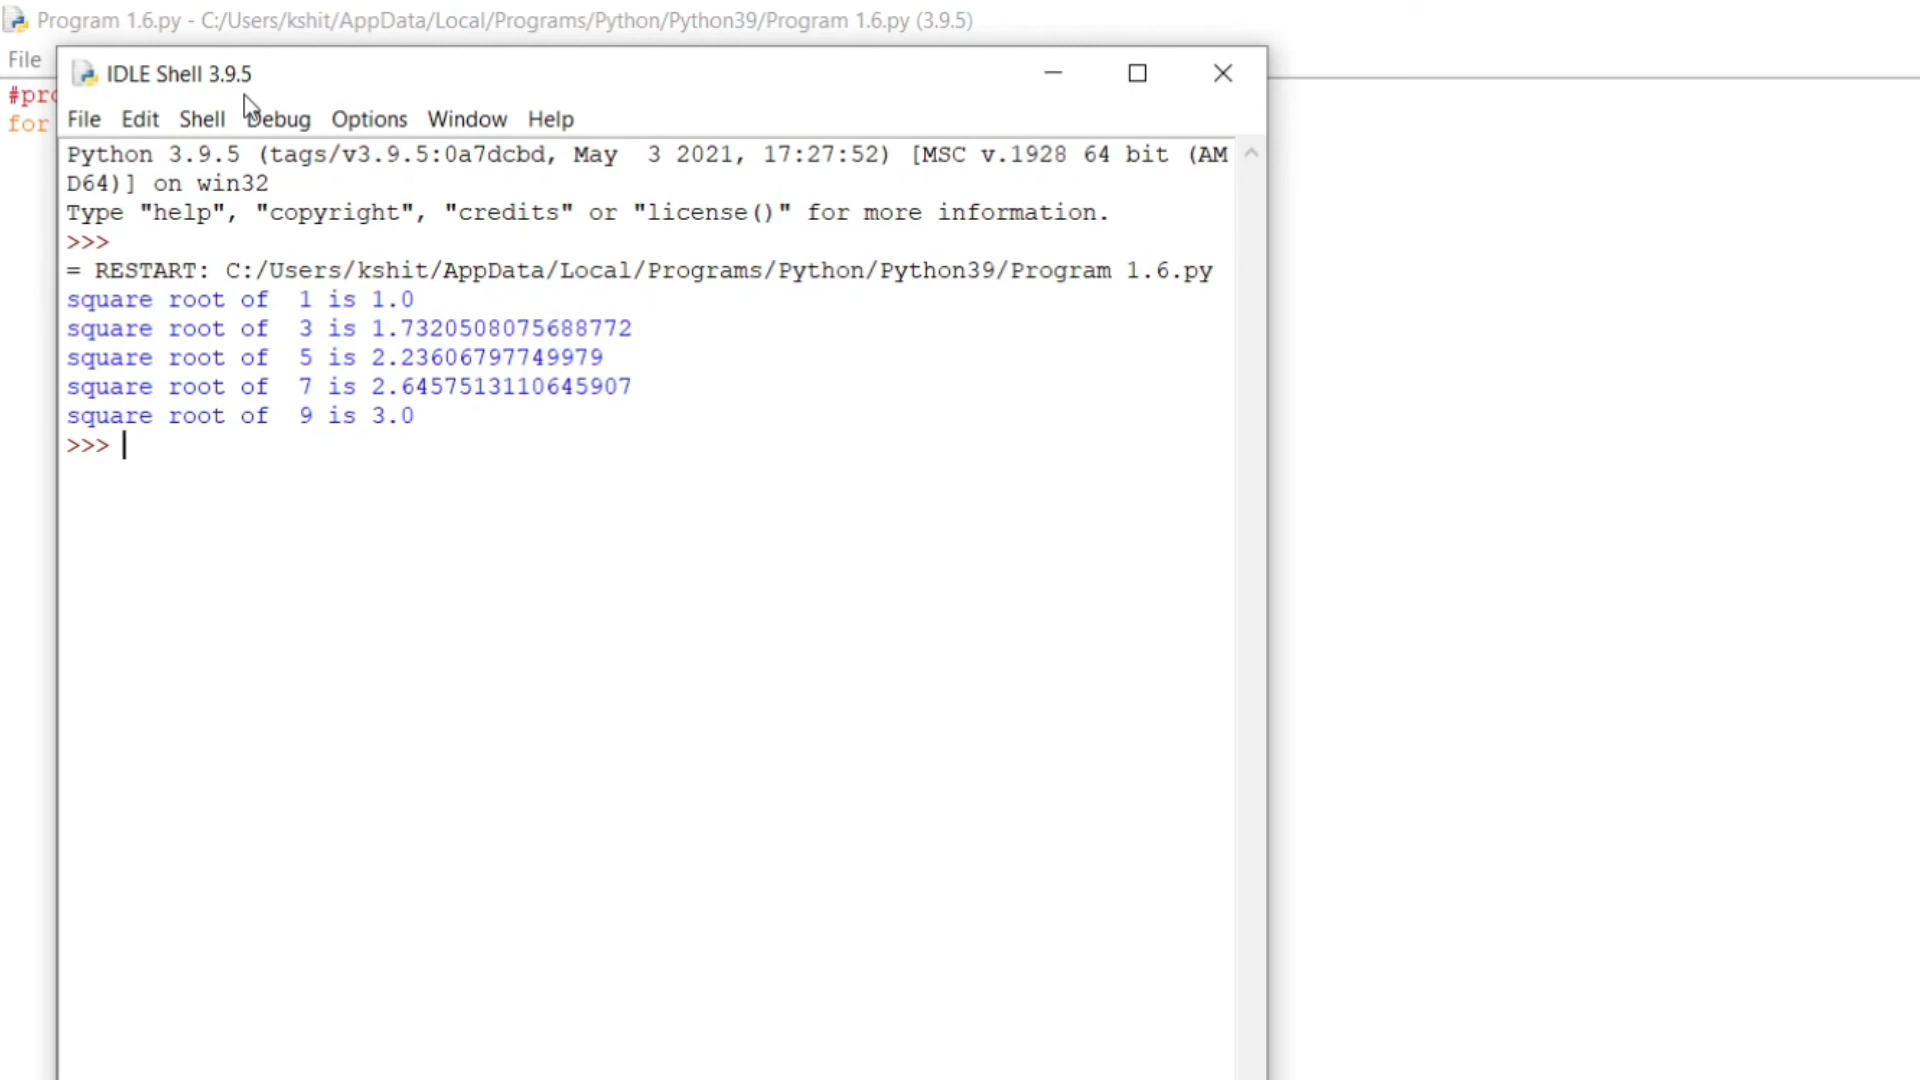 Program 1.6.py - C:/Users/kshit/AppData/Local/Programs/Python/Python39/Program 1.6.py (3.9.5)
File
#pro
for
IDLE Shell 3.9.5
File Edit Shell Debug Options Window Help
Python 3.9.5 (tags/v3.9.5:0a7dcbd, May  3 2021, 17:27:52) [MSC v.1928 64 bit (AM
D64)] on win32
Type "help", "copyright", "credits" or "license()" for more information.
>>>
= RESTART: C:/Users/kshit/AppData/Local/Programs/Python/Python39/Program 1.6.py
square root of  1 is 1.0
square root of  3 is 1.7320508075688772
square root of  5 is 2.23606797749979
square root of  7 is 2.6457513110645907
square root of  9 is 3.0
>>>